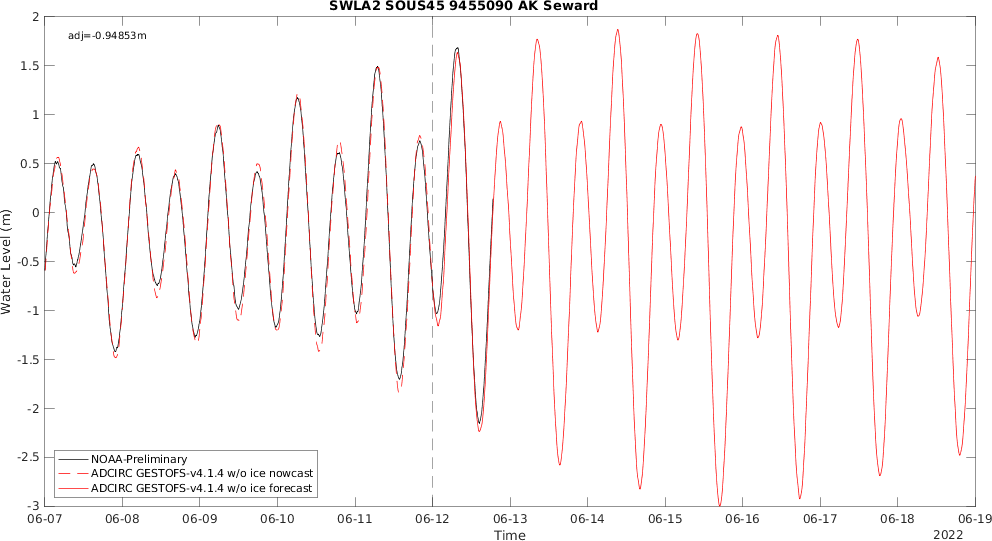 SWLA2 SOUS45 9455090 AK Seward
adj=-0.94853m
2
1.5
1
0.5
0
-0.5
-1
-1.5
-2
-2.5
-3
Water Level (m)
NOAA-Preliminary
ADCIRC GESTOFS-v4.1.4 w/o ice nowcast
ADCIRC GESTOFS-v4.1.4 w/o ice forecast
06-07 06-08 06-09 06-10 06-11 06-12 06-13 06-14 06-15 06-16 06-17 06-18 06-19
Time
2022